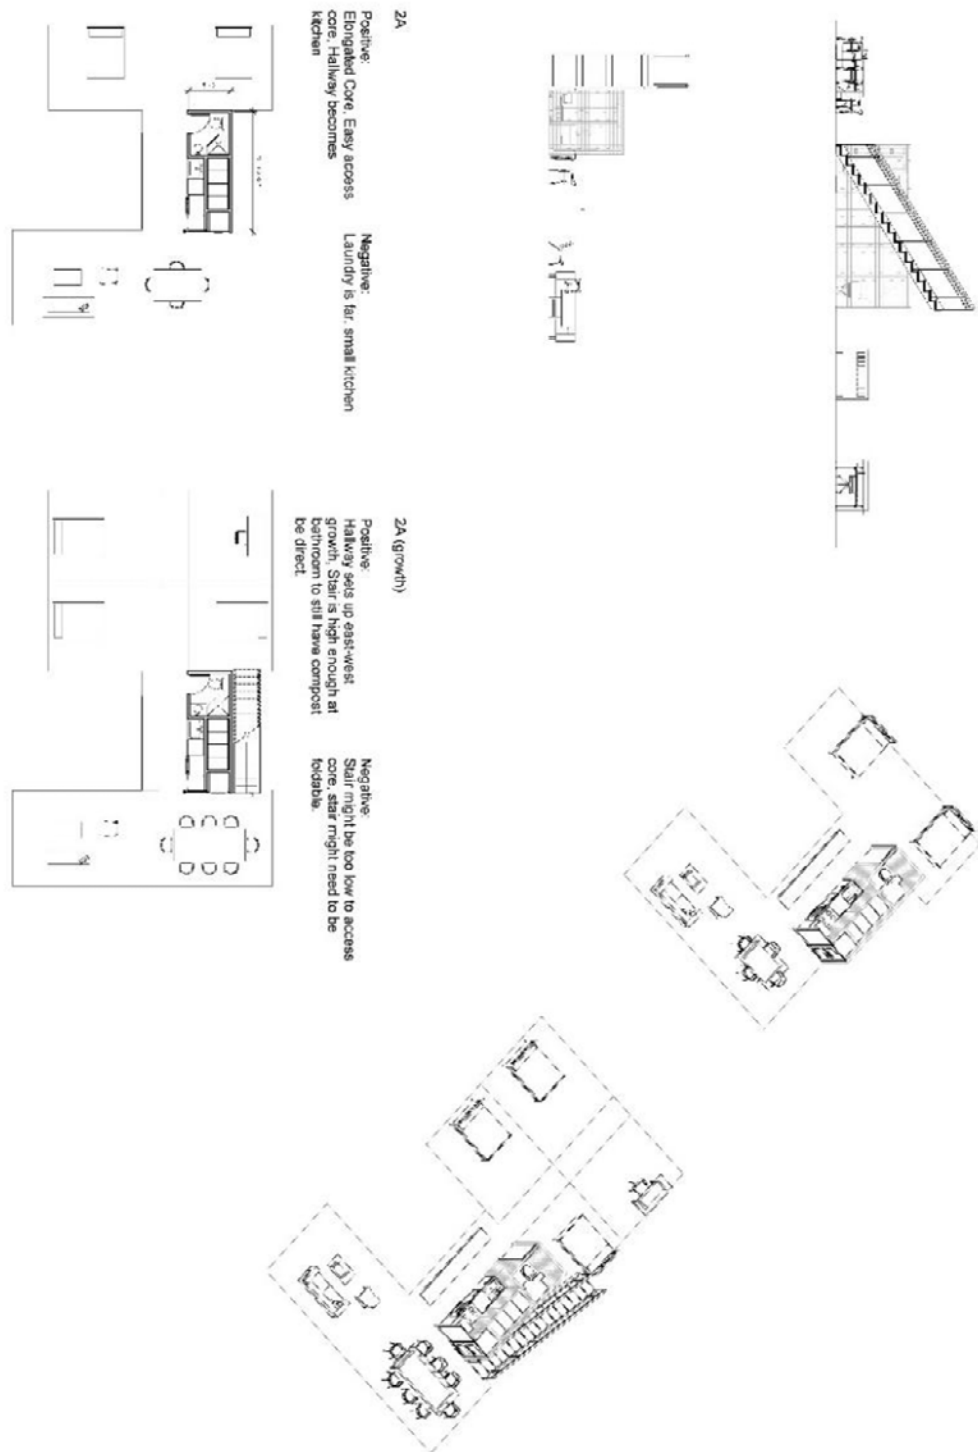 2A
Positive:
Elongated Core, Easy access
core, Hallway becomes
kitchen
Negative:
Laundry is far, small kitchen
2A (growth)
Positive:
Hallway sets up east-west
growth, Stair is high enough at
bathroom to still have compost
be direct.
Negative:
Stair might be too low to access
core, stair might need to be
foldable.